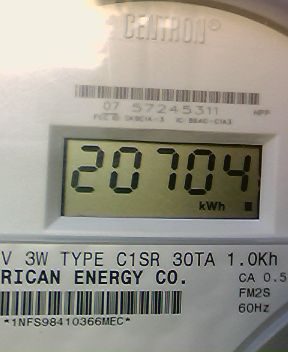 CENTRON®
07 57245311 NPP
20704
kWh
V 3W TYPE C1SR 30TA 1.0Kh
RICAN ENERGY CO. CA 0.5
FM2S
60Hz
*1NFS98410366MEC*